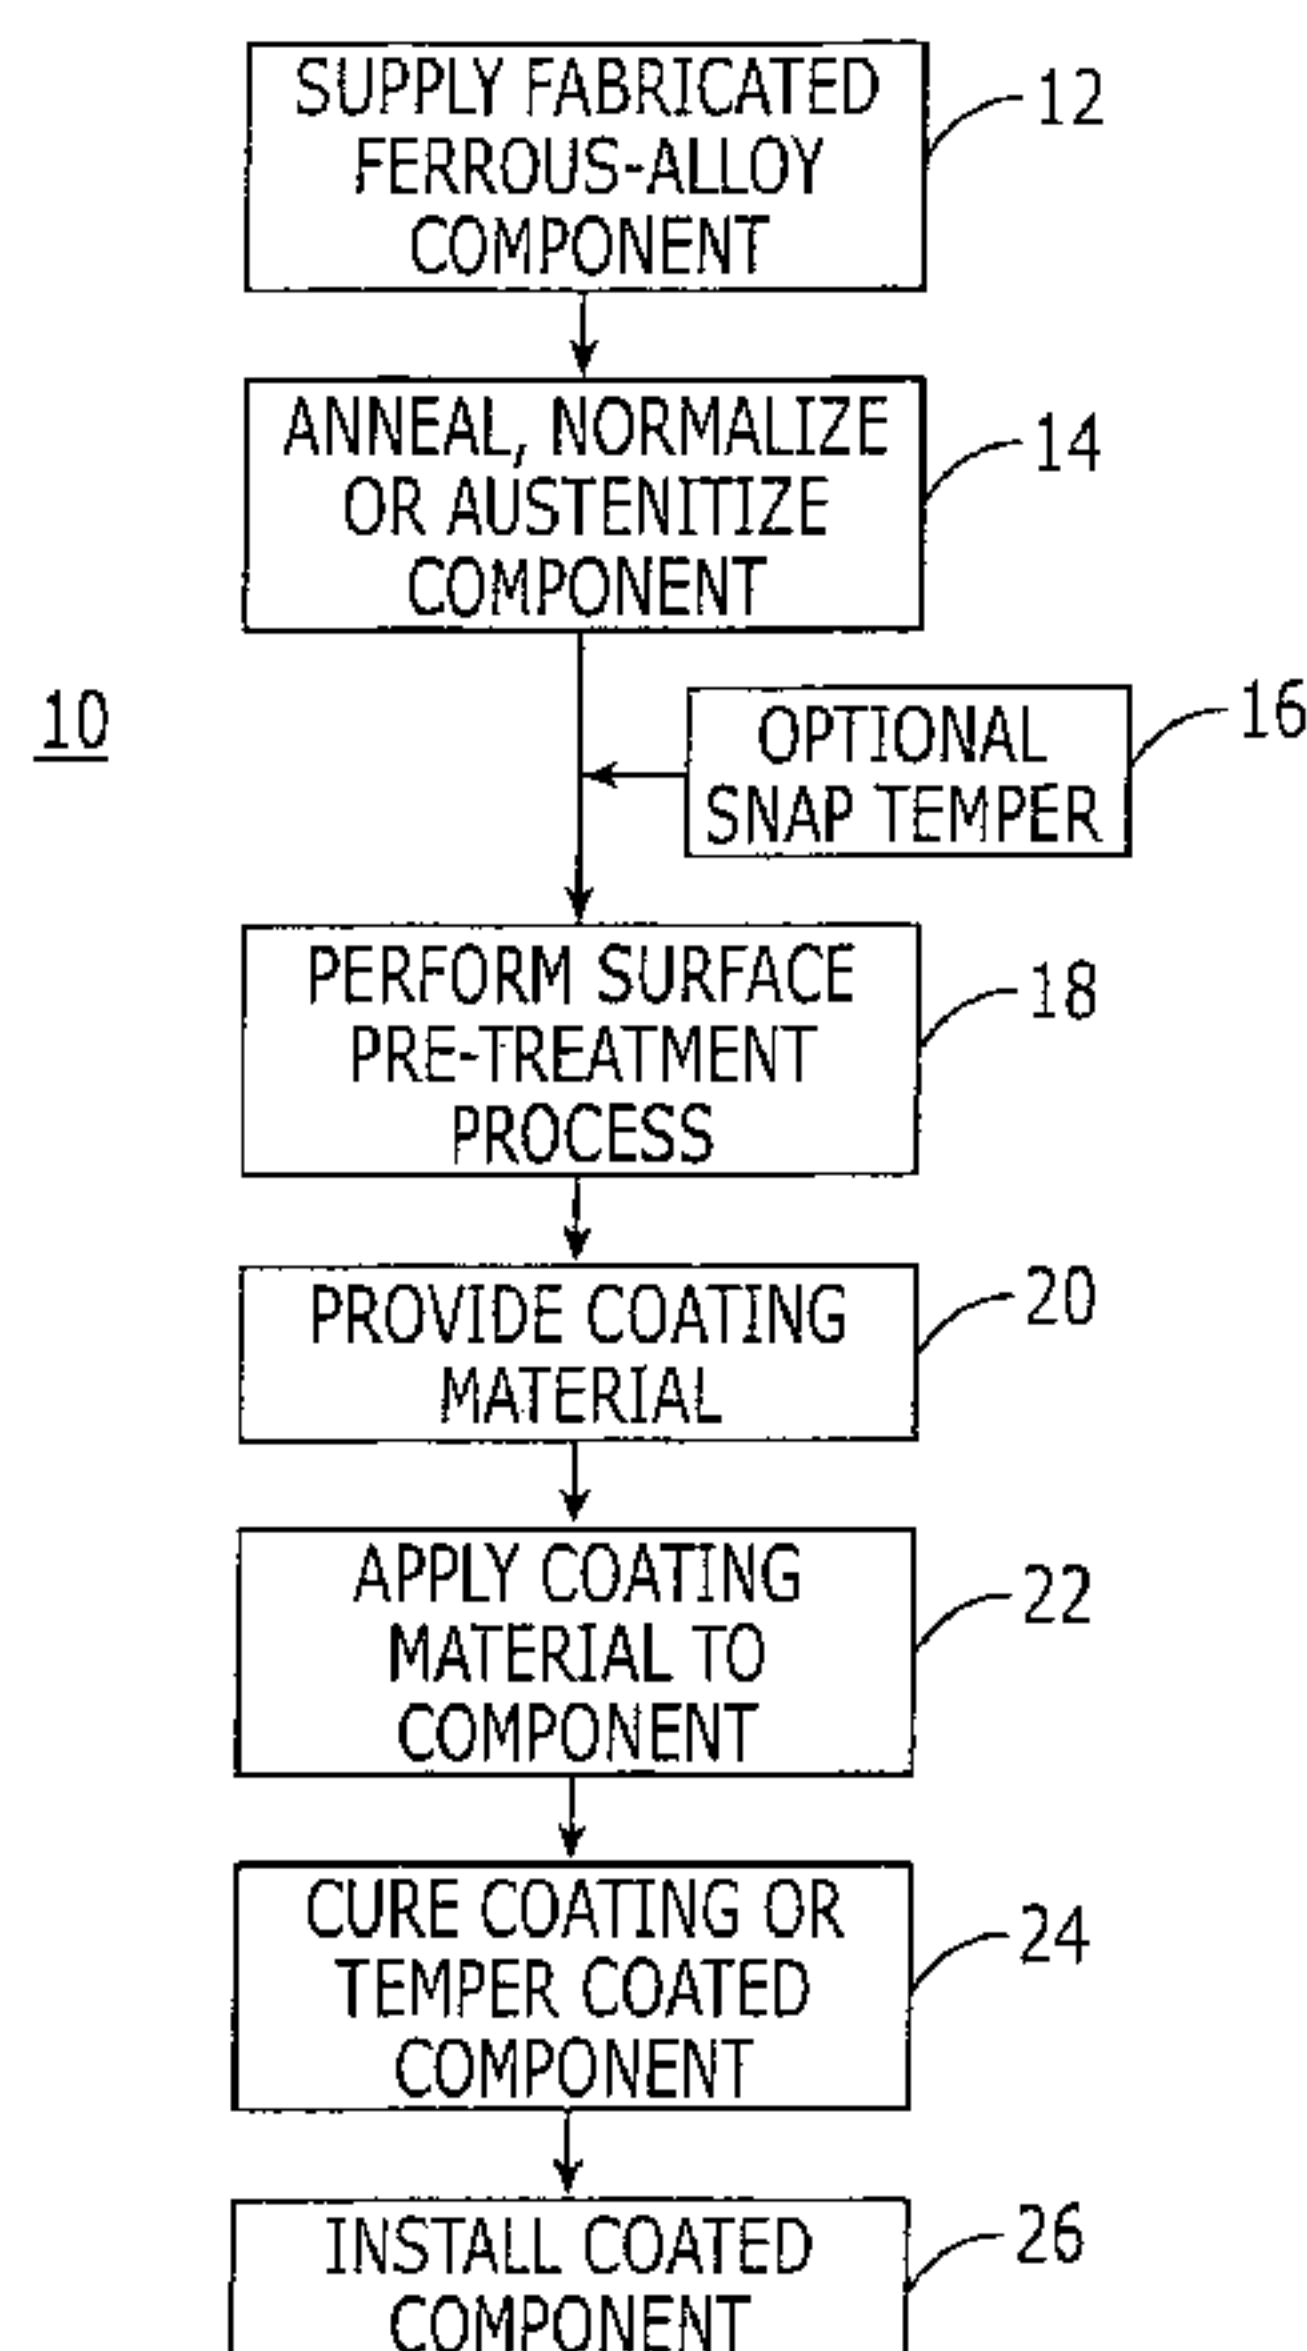 SUPPLY FABRICATED
FERROUS-ALLOY
COMPONENT
12
ANNEAL, NORMALIZE
OR AUSTENITIZE
COMPONENT
14
10
OPTIONAL
SNAP TEMPER
16
PERFORM SURFACE
PRE-TREATMENT
PROCESS
18
PROVIDE COATING
MATERIAL
20
APPLY COATING
MATERIAL TO
COMPONENT
22
CURE COATING OR
TEMPER COATED
COMPONENT
24
INSTALL COATED
COMPONENT
26